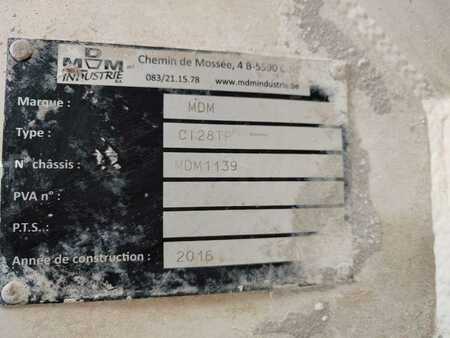 MDM
INDUSTRIE
Chemin de Mossée, 4 B-5590
083/21.15.78 www.mdmindustrie.be
Marque : MDM
Type : CI28TP
N° châssis : MDM1139
PVA n° :
P.T.S. :
Année de construction : 2016